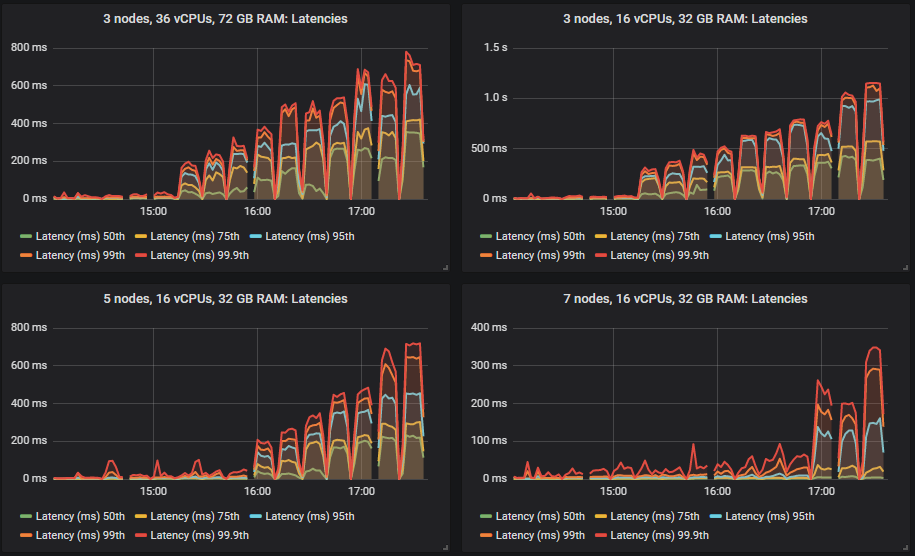 3 nodes, 36 vCPUs, 72 GB RAM: Latencies
800 ms
600 ms
400 ms
200 ms
0 ms
15:00 16:00 17:00
Latency (ms) 50th Latency (ms) 75th Latency (ms) 95th
Latency (ms) 99th Latency (ms) 99.9th
3 nodes, 16 vCPUs, 32 GB RAM: Latencies
1.5 s
1.0 s
500 ms
0 ms
15:00 16:00 17:00
Latency (ms) 50th Latency (ms) 75th Latency (ms) 95th
Latency (ms) 99th Latency (ms) 99.9th
5 nodes, 16 vCPUs, 32 GB RAM: Latencies
800 ms
600 ms
400 ms
200 ms
0 ms
15:00 16:00 17:00
Latency (ms) 50th Latency (ms) 75th Latency (ms) 95th
Latency (ms) 99th Latency (ms) 99.9th
7 nodes, 16 vCPUs, 32 GB RAM: Latencies
400 ms
300 ms
200 ms
100 ms
0 ms
15:00 16:00 17:00
Latency (ms) 50th Latency (ms) 75th Latency (ms) 95th
Latency (ms) 99th Latency (ms) 99.9th